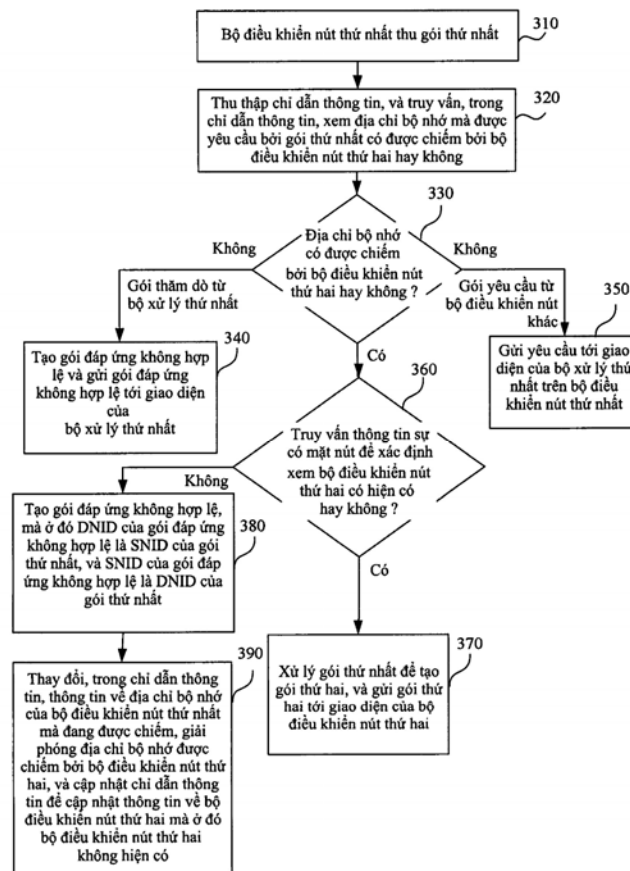 Bộ điều khiển nút thứ nhất thu gói thứ nhất
310
Thu thập chỉ dẫn thông tin, và truy vấn, trong
chỉ dẫn thông tin, xem địa chỉ bộ nhớ mà được
yêu cầu bởi gói thứ nhất có được chiếm bởi bộ
điều khiển nút thứ hai hay không
320
330
Địa chỉ bộ nhớ
có được chiếm
bởi bộ điều khiển nút
thứ hai hay không ?
Không
Gói thăm dò từ
bộ xử lý thứ nhất
Không
Gói yêu cầu từ
bộ điều khiển nút
khác
340
Tạo gói đáp ứng không hợp
lệ và gửi gói đáp ứng
không hợp lệ tới giao diện
của
bộ xử lý thứ nhất
350
Gửi yêu cầu tới giao
diện của bộ xử lý thứ
nhất trên bộ điều
khiển nút thứ nhất
Có
360
Truy vấn thông tin sự
có mặt nút để xác định
xem bộ điều khiển nút
thứ hai có hiện có
hay không ?
Không
Có
Tạo gói đáp ứng không hợp lệ,
mà ở đó DNID của gói đáp ứng
không hợp lệ là SNID của gói
thứ nhất, và SNID của gói đáp
ứng không hợp lệ là DNID của
gói thứ nhất
380
370
Xử lý gói thứ nhất để tạo
gói thứ hai, và gửi gói thứ
hai tới giao diện của bộ
điều khiển nút thứ hai
390
Thay đổi, trong chỉ dẫn thông
tin, thông tin về địa chỉ bộ nhớ
của bộ điều khiển nút thứ nhất
mà đang được chiếm, giải
phóng địa chỉ bộ nhớ được
chiếm bởi bộ điều khiển nút thứ
hai, và cập nhật chỉ dẫn thông
tin để cập nhật thông tin về bộ
điều khiển nút thứ hai mà ở đó
bộ điều khiển nút thứ hai
không hiện có